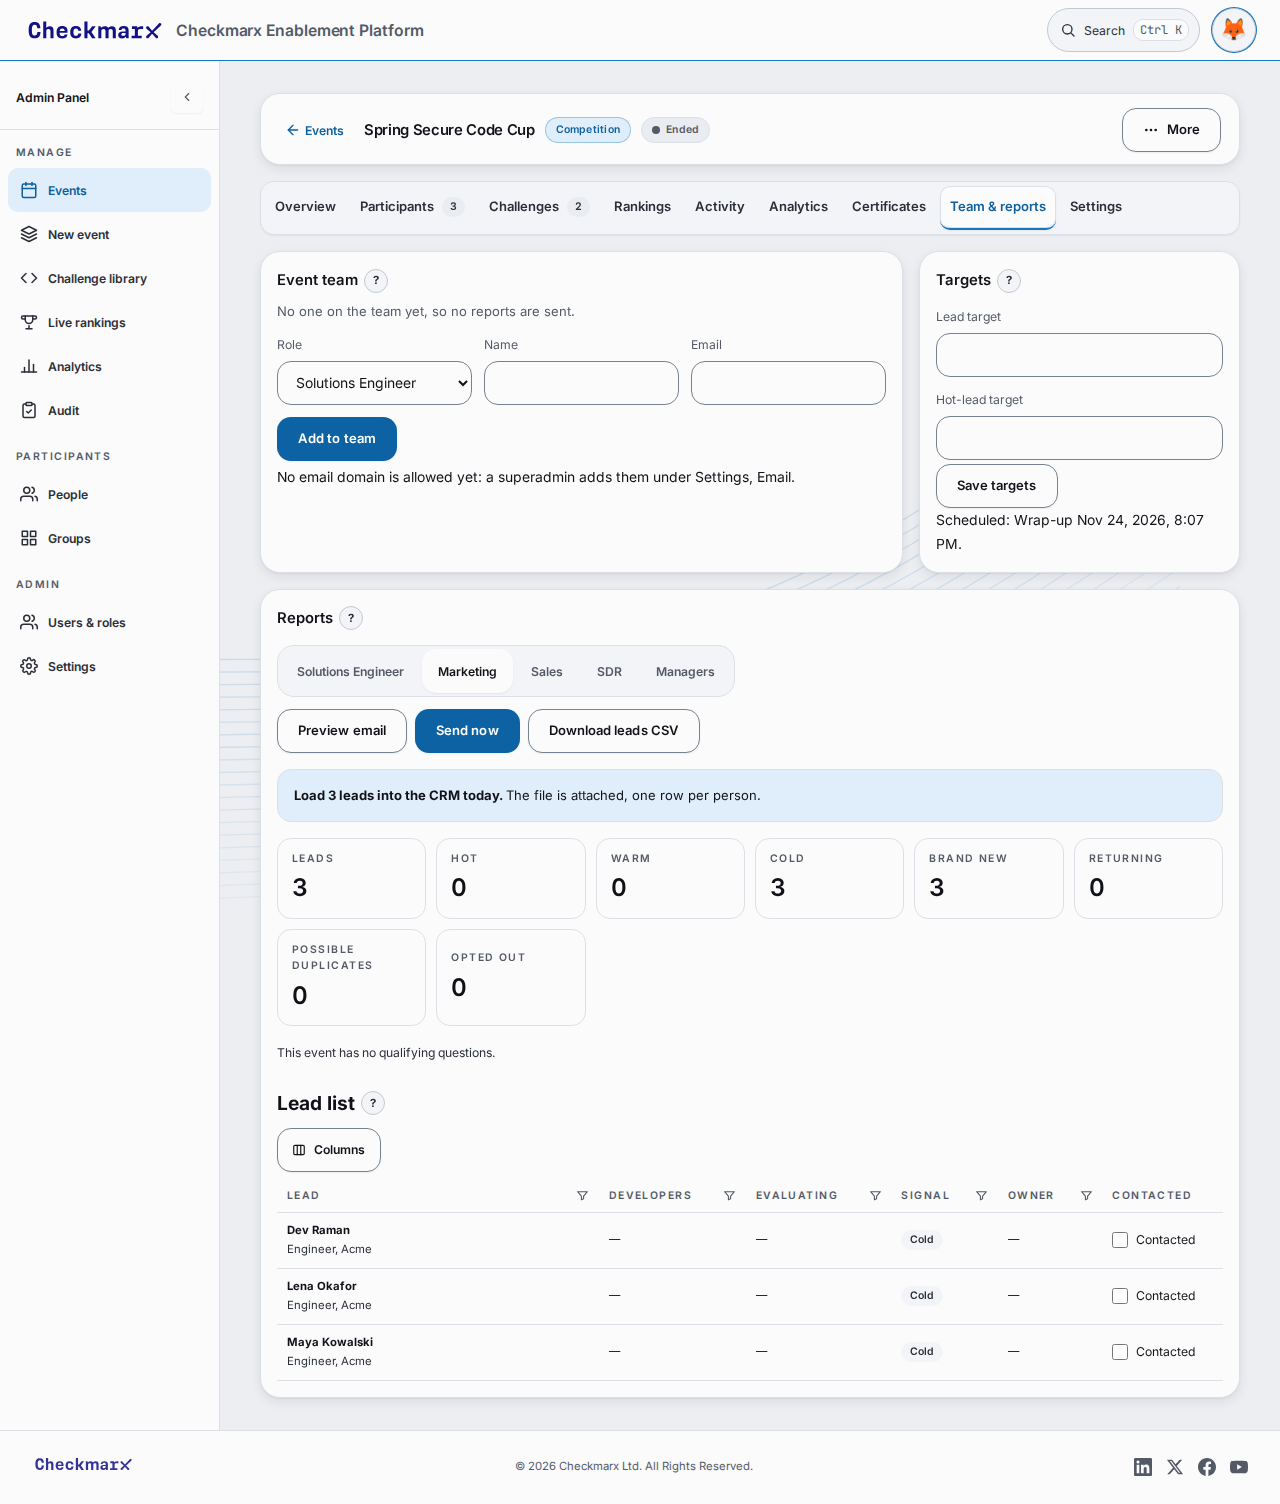 Checkmarx
Checkmarx Enablement Platform
Search Ctrl K
Admin Panel
MANAGE
Events
New event
Challenge library
Live rankings
Analytics
Audit
PARTICIPANTS
People
Groups
ADMIN
Users & roles
Settings
Events
Spring Secure Code Cup
Competition
Ended
More
Overview
Participants 3
Challenges 2
Rankings
Activity
Analytics
Certificates
Team & reports
Settings
Event team ?
No one on the team yet, so no reports are sent.
Role
Name
Email
Solutions Engineer
Add to team
No email domain is allowed yet: a superadmin adds them under Settings, Email.
Targets ?
Lead target
Hot-lead target
Save targets
Scheduled: Wrap-up Nov 24, 2026, 8:07
PM.
Reports ?
Solutions Engineer
Marketing
Sales
SDR
Managers
Preview email
Send now
Download leads CSV
Load 3 leads into the CRM today. The file is attached, one row per person.
LEADS
3
HOT
0
WARM
0
COLD
3
BRAND NEW
3
RETURNING
0
POSSIBLE
DUPLICATES
0
OPTED OUT
0
This event has no qualifying questions.
Lead list ?
Columns
LEAD DEVELOPERS EVALUATING SIGNAL OWNER CONTACTED
Dev Raman
Engineer, Acme
— — Cold — Contacted
Lena Okafor
Engineer, Acme
— — Cold — Contacted
Maya Kowalski
Engineer, Acme
— — Cold — Contacted
Checkmarx
© 2026 Checkmarx Ltd. All Rights Reserved.